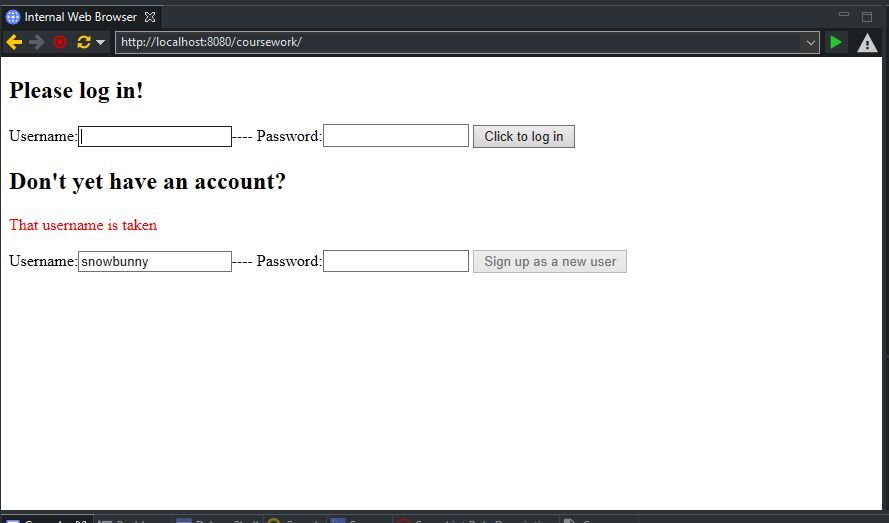 Internal Web Browser
http://localhost:8080/coursework/
Please log in!
Username: ---- Password: Click to log in
Don't yet have an account?
That username is taken
Username: snowbunny ---- Password: Sign up as a new user